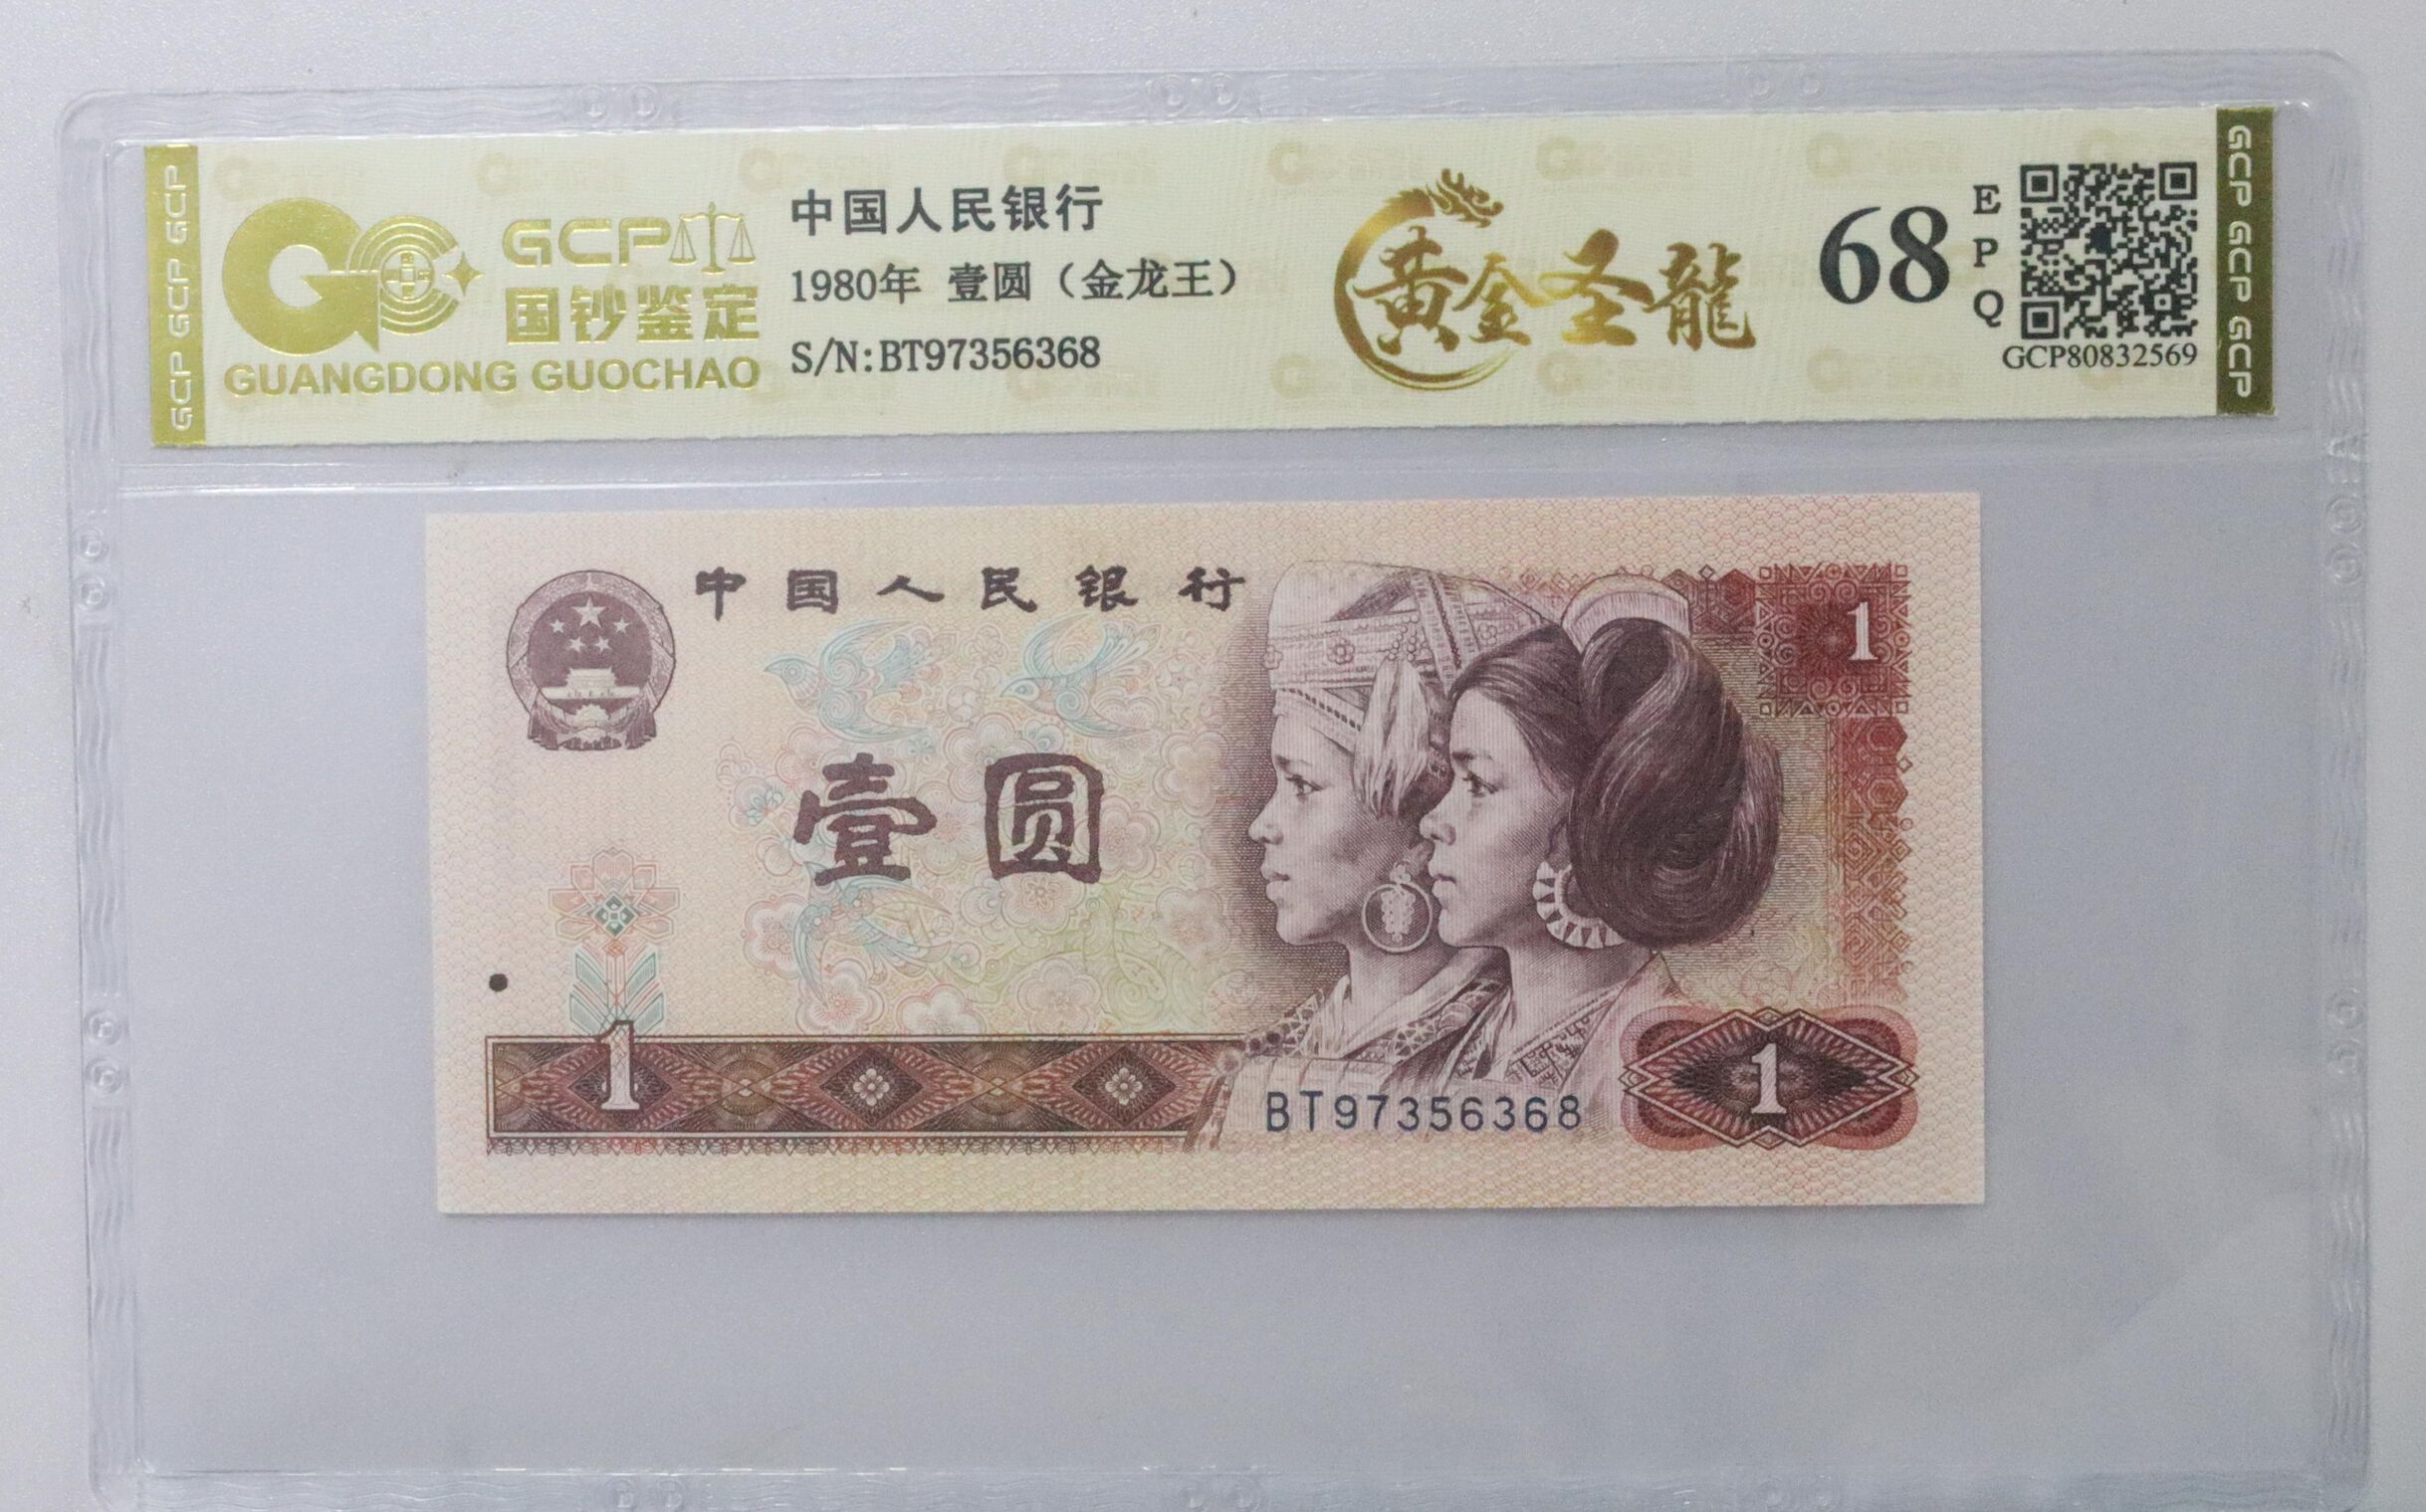 GCP GCP GCP
GCP
国钞鉴定
GUANGDONG GUOCHAO
中国人民银行
1980年 壹圆（金龙王）
S/N:BT97356368
黄金圣龍
68
EPQ
GCP80832569
GCP GCP GCP
中国人民银行
1
壹圆
1
BT97356368
1